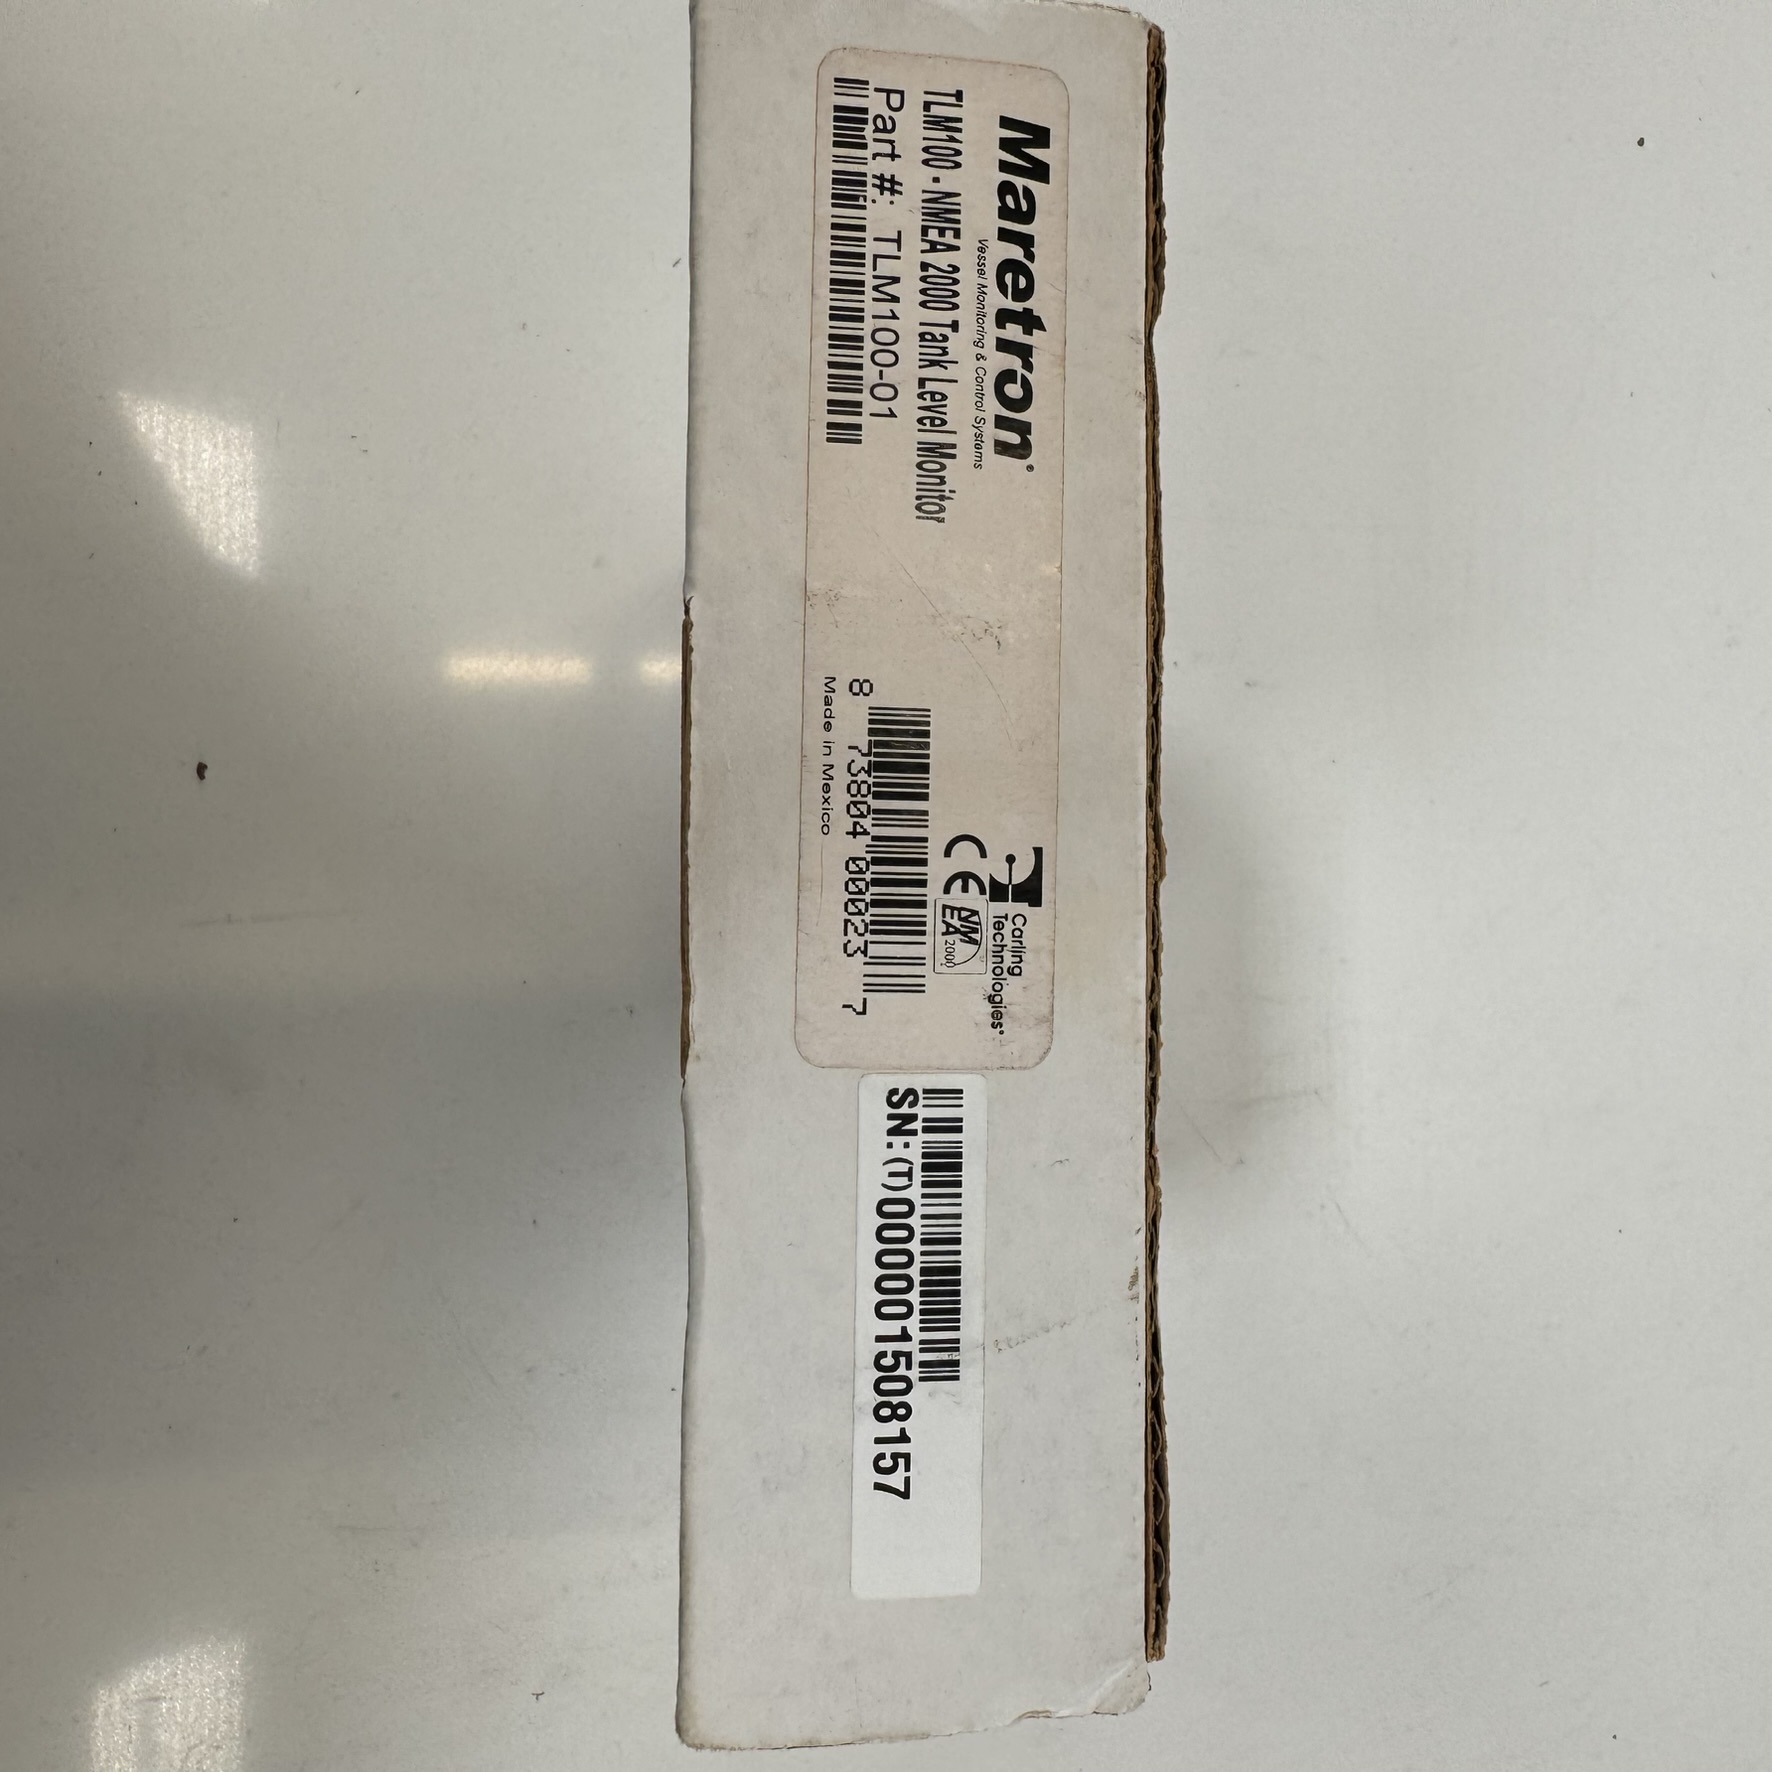 Maretron®
Vessel Monitoring & Control Systems
TLM100 - NMEA 2000 Tank Level Monitor
Part #: TLM100-01
Carling
Technologies®
CE
NM
EA 2000
8 73804 00023 7
Made in Mexico
SN:(T)000001508157